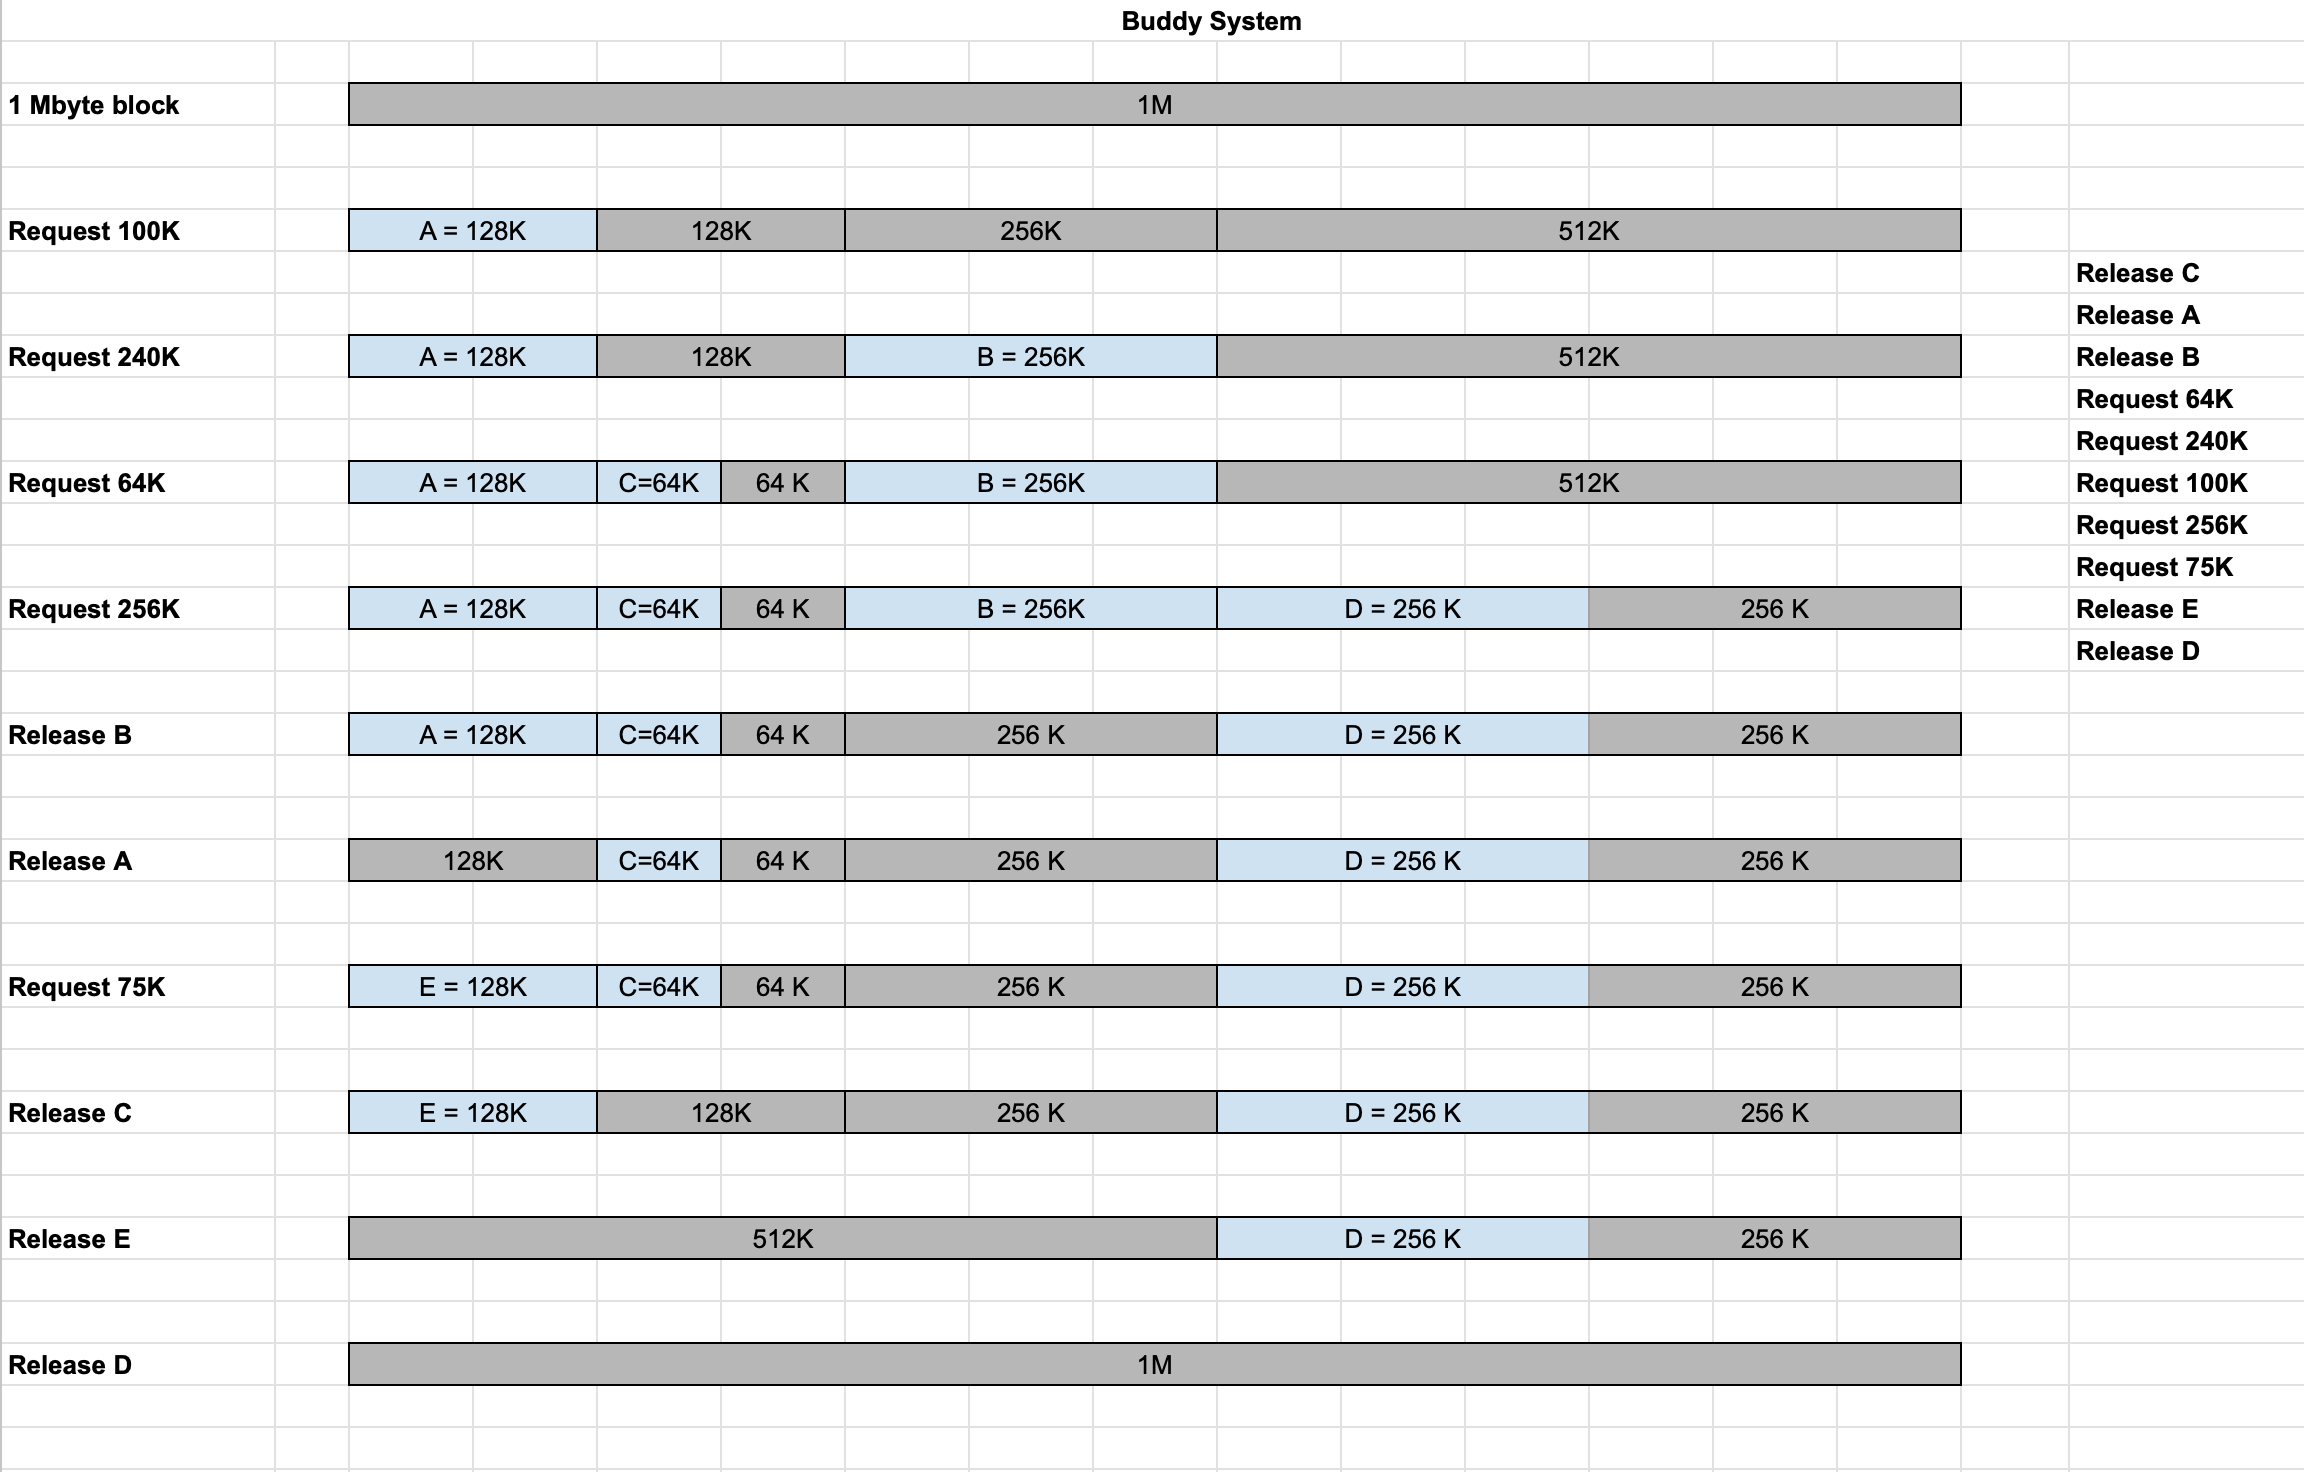 Buddy System
1 Mbyte block 1M
Request 100K A = 128K 128K 256K 512K
Release C
Release A
Request 240K A = 128K 128K B = 256K 512K Release B
Request 64K
Request 240K
Request 64K A = 128K C=64K 64 K B = 256K 512K Request 100K
Request 256K
Request 75K
Request 256K A = 128K C=64K 64 K B = 256K D = 256 K 256 K Release E
Release D
Release B A = 128K C=64K 64 K 256 K D = 256 K 256 K
Release A 128K C=64K 64 K 256 K D = 256 K 256 K
Request 75K E = 128K C=64K 64 K 256 K D = 256 K 256 K
Release C E = 128K 128K 256 K D = 256 K 256 K
Release E 512K D = 256 K 256 K
Release D 1M